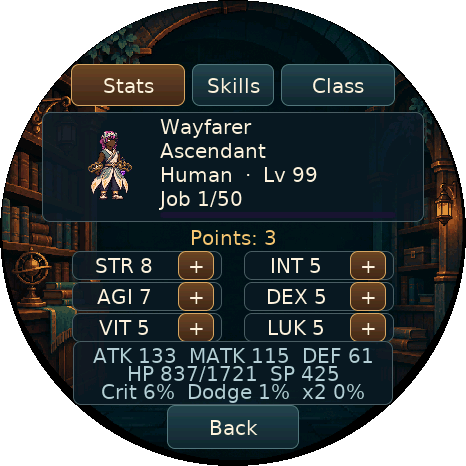 Stats Skills Class
Wayfarer
Ascendant
Human · Lv 99
Job 1/50
Points: 3
STR 8 + INT 5 +
AGI 7 + DEX 5 +
VIT 5 + LUK 5 +
ATK 133 MATK 115 DEF 61
HP 837/1721 SP 425
Crit 6% Dodge 1% x2 0%
Back